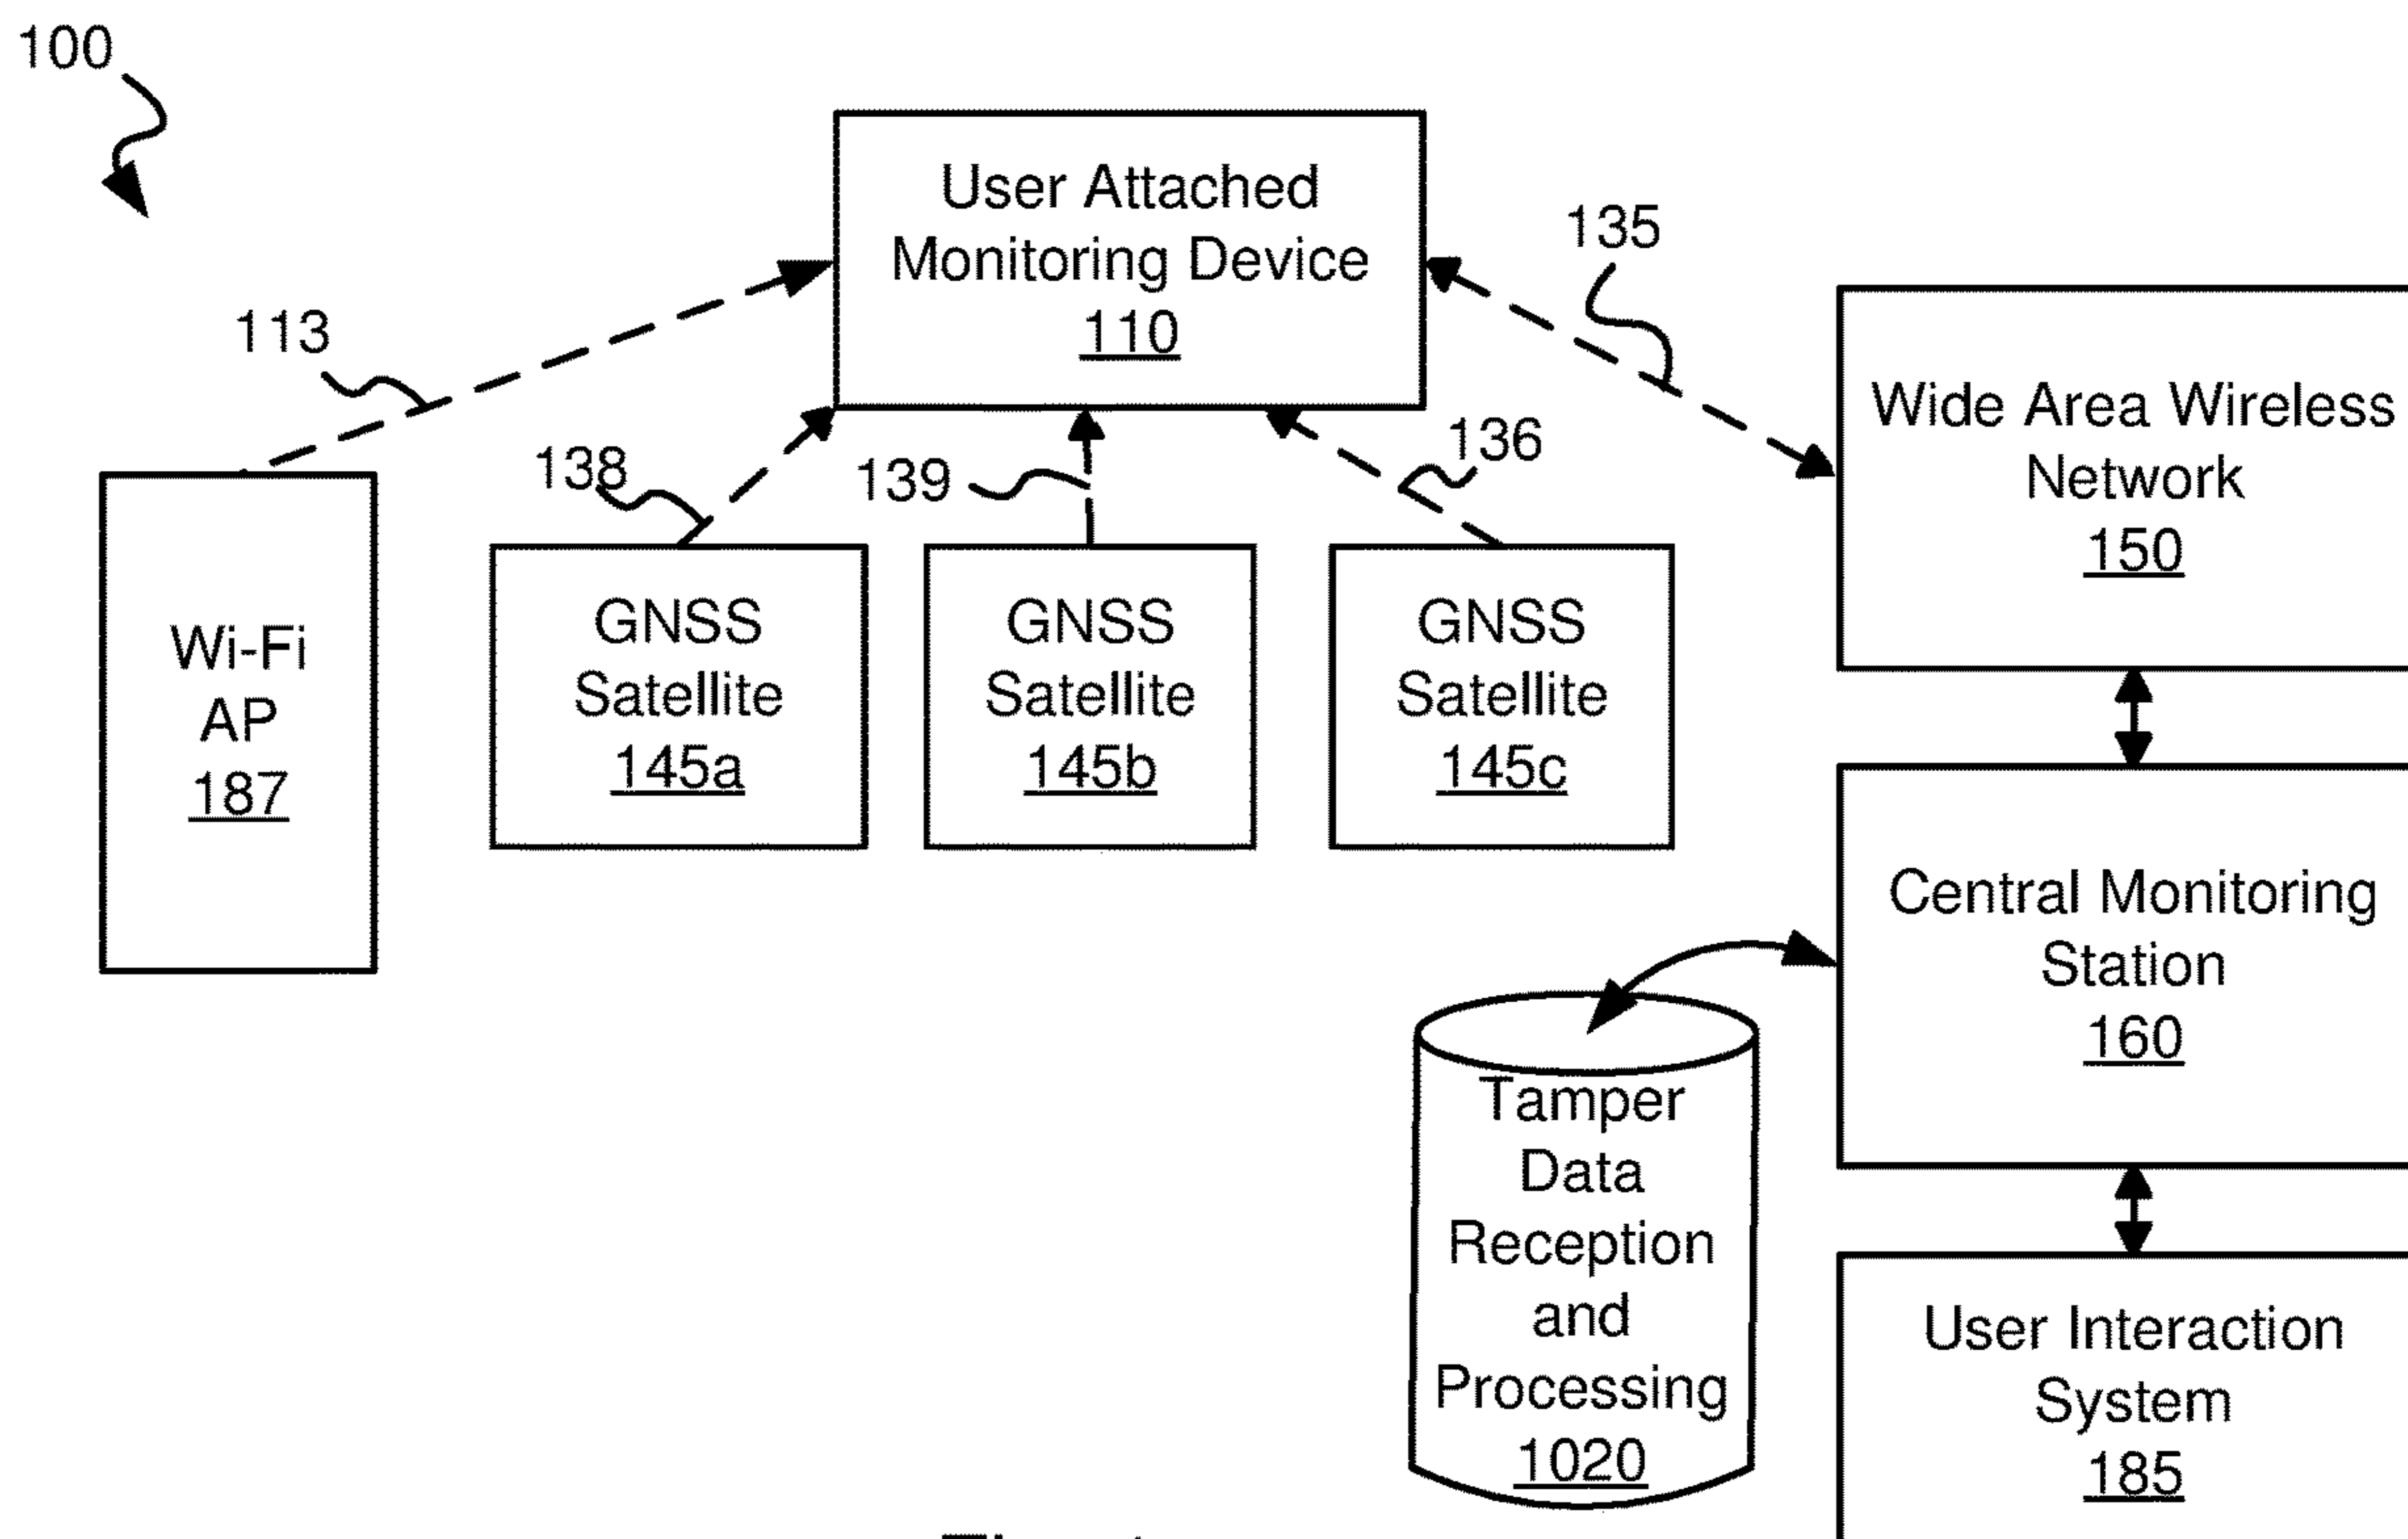 100
User Attached
Monitoring Device
110
135
113
138
139
136
Wide Area Wireless
Network
150
Wi-Fi
AP
187
GNSS
Satellite
145a
GNSS
Satellite
145b
GNSS
Satellite
145c
Central Monitoring
Station
160
Tamper
Data
Reception
and
Processing
1020
User Interaction
System
185